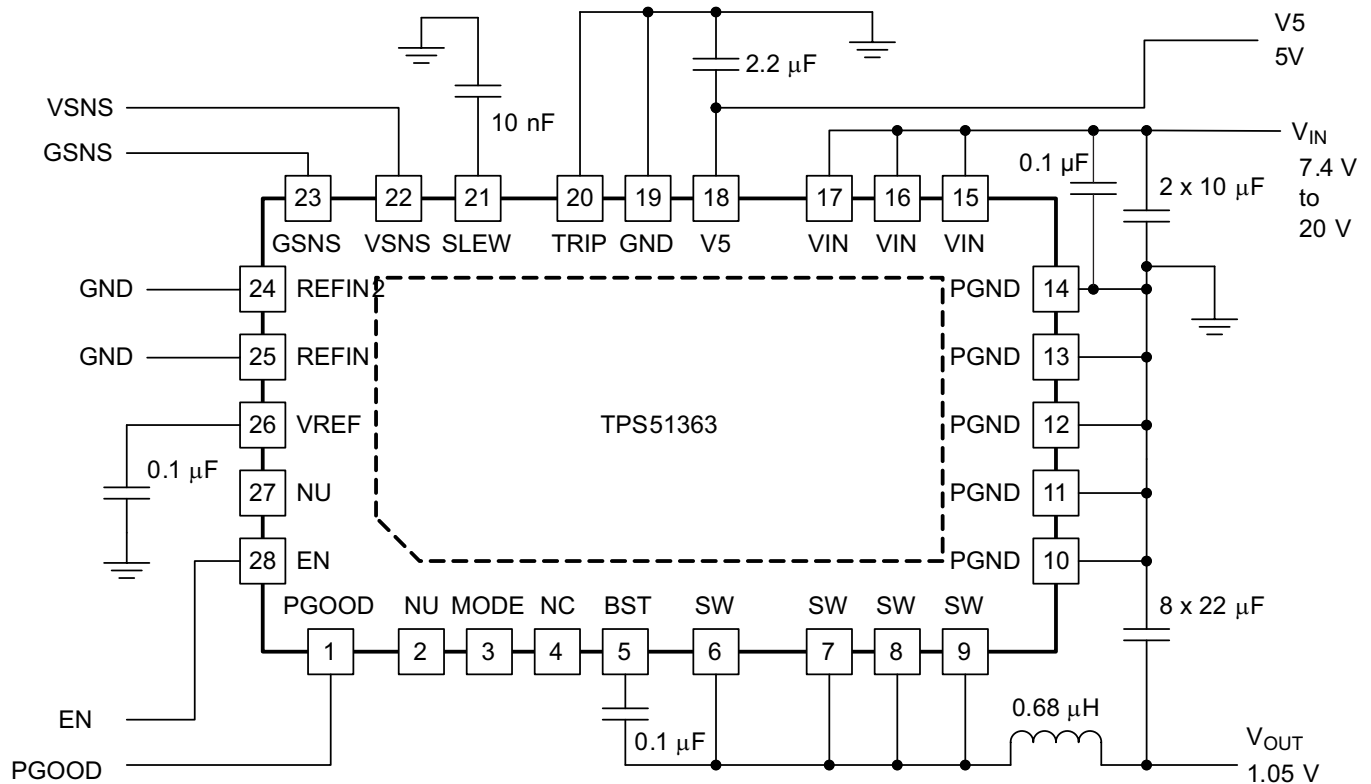 V5
5V
2.2 μF
VSNS
10 nF
GSNS
V_IN
0.1 μF
2 x 10 μF
7.4 V
to
20 V
23 22 21 20 19 18 17 16 15
GSNS VSNS SLEW TRIP GND V5 VIN VIN VIN
GND 24 REFIN2
PGND 14
GND 25 REFIN
PGND 13
26 VREF
TPS51363
PGND 12
0.1 μF
27 NU
PGND 11
28 EN
PGND 10
PGOOD NU MODE NC BST SW SW SW SW
8 x 22 μF
1 2 3 4 5 6 7 8 9
EN
0.68 μH
0.1 μF
V_OUT
PGOOD
1.05 V